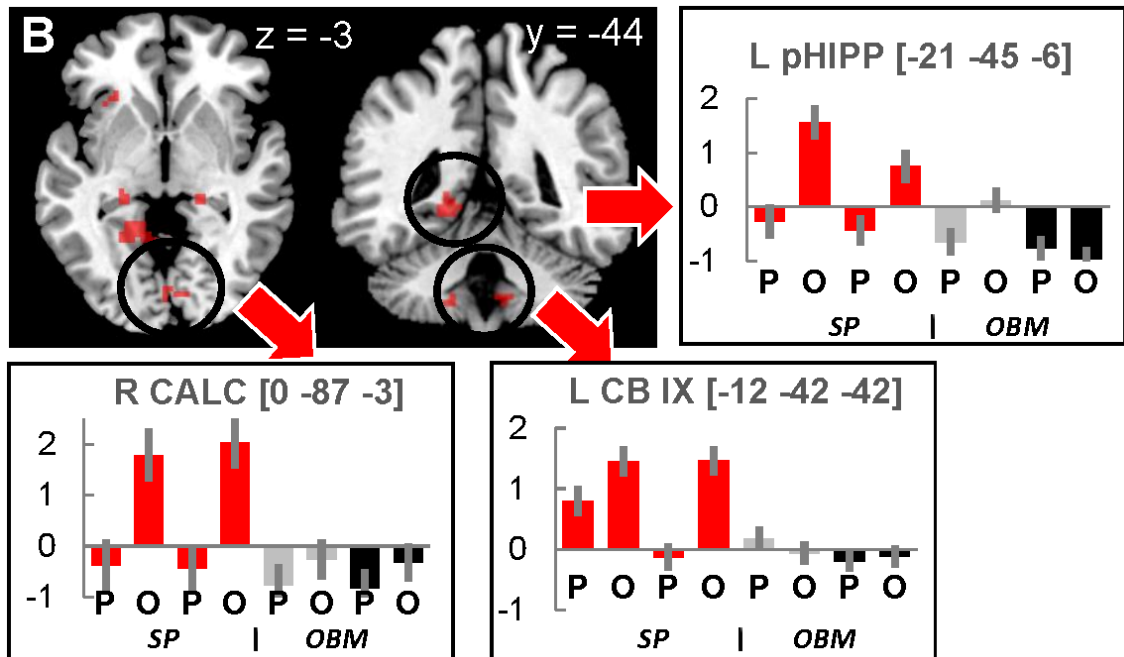 B
z = -3
y = -44
L pHIPP [-21 -45 -6]
2
1
0
-1
P O P O P O P O
SP | OBM
R CALC [0 -87 -3]
2
1
0
-1
P O P O P O P O
SP | OBM
L CB IX [-12 -42 -42]
2
1
0
-1
P O P O P O P O
SP | OBM